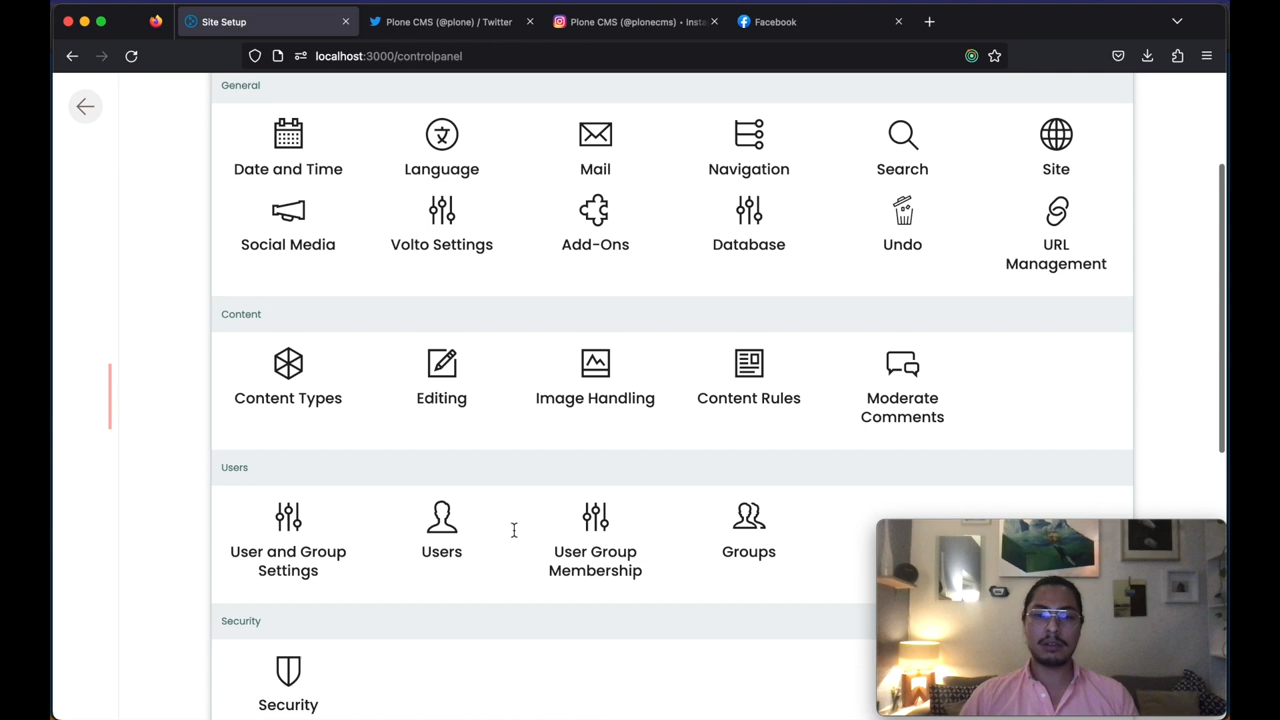 Site Setup
Plone CMS (@plone) / Twitter
Plone CMS (@plonecms) • Insta
Facebook
localhost:3000/controlpanel
General
Date and Time
Language
Mail
Navigation
Search
Site
Social Media
Volto Settings
Add-Ons
Database
Undo
URL
Management
Content
Content Types
Editing
Image Handling
Content Rules
Moderate
Comments
Users
User and Group
Settings
Users
User Group
Membership
Groups
Security
Security